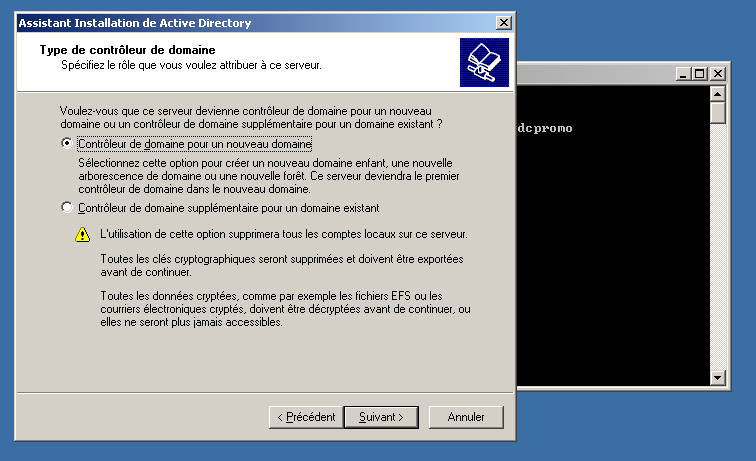 Assistant Installation de Active Directory
Type de contrôleur de domaine
Spécifiez le rôle que vous voulez attribuer à ce serveur.
Voulez-vous que ce serveur devienne contrôleur de domaine pour un nouveau
domaine ou un contrôleur de domaine supplémentaire pour un domaine existant ?
dcpromo
Contrôleur de domaine pour un nouveau domaine
Sélectionnez cette option pour créer un nouveau domaine enfant, une nouvelle
arborescence de domaine ou une nouvelle forêt. Ce serveur deviendra le premier
contrôleur de domaine dans le nouveau domaine.
Contrôleur de domaine supplémentaire pour un domaine existant
L'utilisation de cette option supprimera tous les comptes locaux sur ce serveur.
Toutes les clés cryptographiques seront supprimées et doivent être exportées
avant de continuer.
Toutes les données cryptées, comme par exemple les fichiers EFS ou les
courriers électroniques cryptés, doivent être décryptées avant de continuer, ou
elles ne seront plus jamais accessibles.
< Précédent Suivant > Annuler